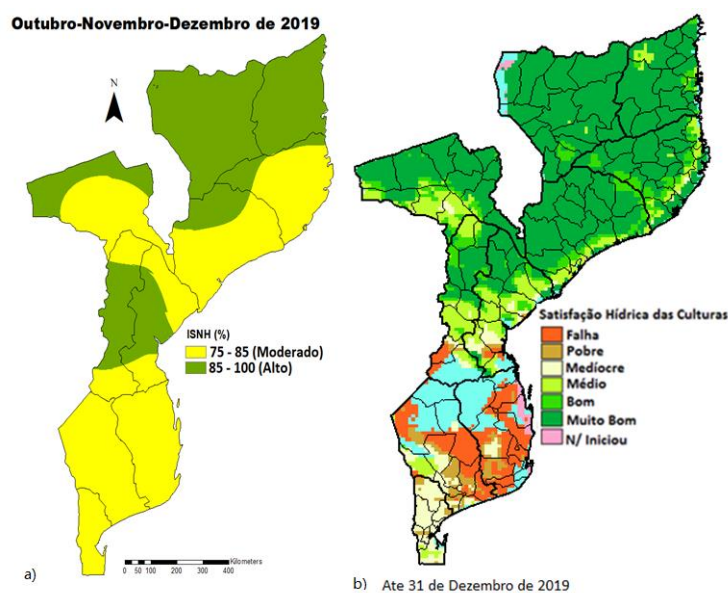 Outubro-Novembro-Dezembro de 2019
N
ISNH (%)
75 - 85 (Moderado)
85 - 100 (Alto)
Kilometers
0 50 100 200 300 400
a)
Satisfação Hídrica das Culturas
Falha
Pobre
Medíocre
Médio
Bom
Muito Bom
N/ Iniciou
b) Ate 31 de Dezembro de 2019